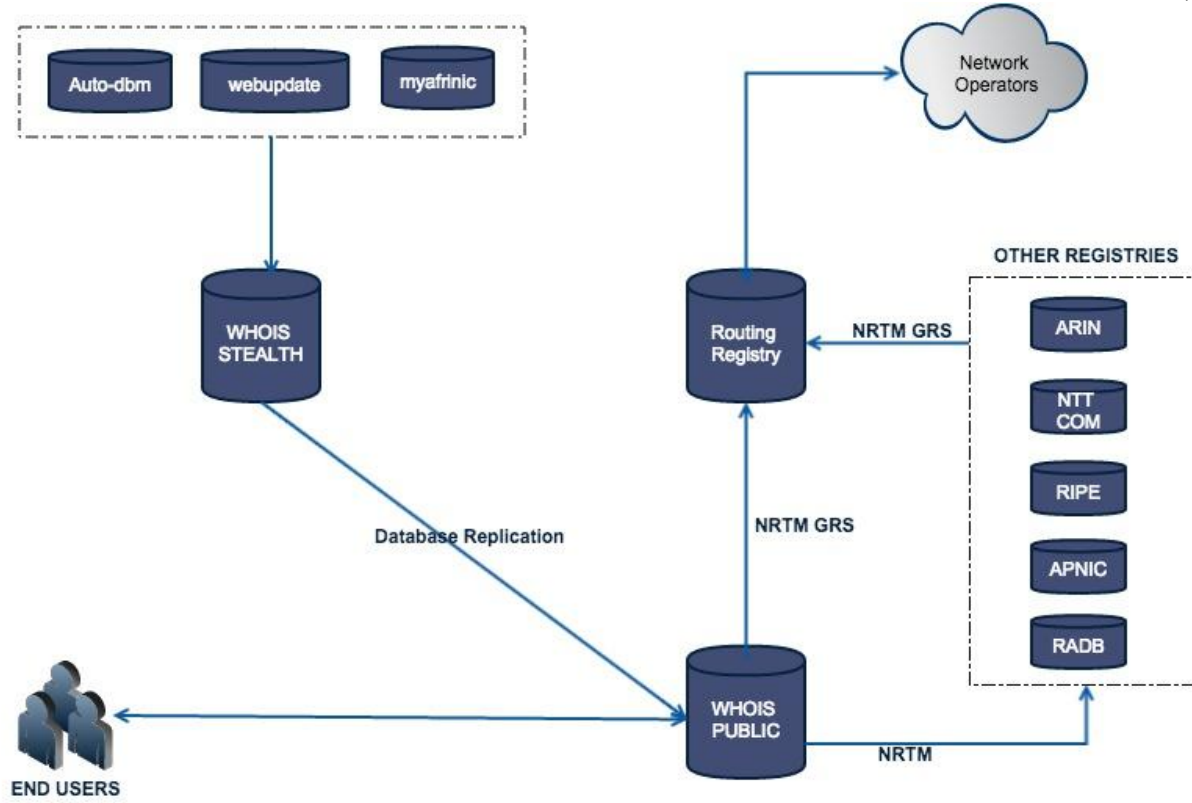 Auto-dbm
webupdate
myafrinic
Network
Operators
OTHER REGISTRIES
WHOIS
STEALTH
Routing
Registry
NRTM GRS
ARIN
NTT
COM
RIPE
APNIC
RADB
Database Replication
NRTM GRS
WHOIS
PUBLIC
NRTM
END USERS